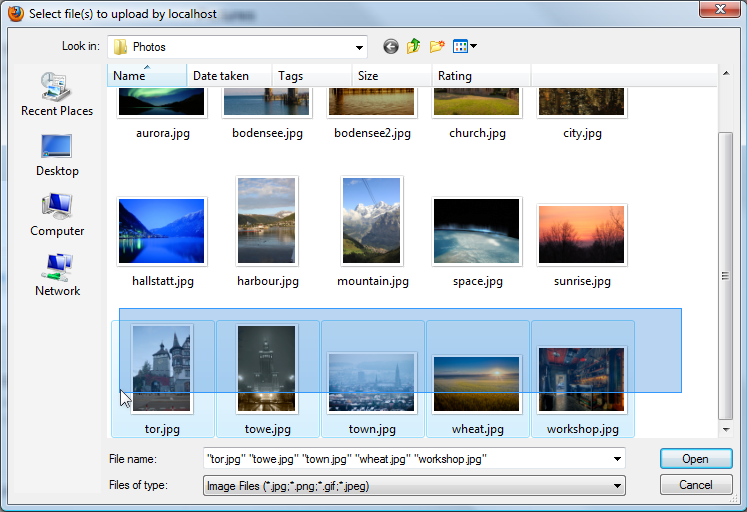 Select file(s) to upload by localhost
Look in: Photos
Name Date taken Tags Size Rating
Recent Places
Desktop
Computer
Network
aurora.jpg bodensee.jpg bodensee2.jpg church.jpg city.jpg
hallstatt.jpg harbour.jpg mountain.jpg space.jpg sunrise.jpg
tor.jpg towe.jpg town.jpg wheat.jpg workshop.jpg
File name: "tor.jpg" "towe.jpg" "town.jpg" "wheat.jpg" "workshop.jpg" Open
Files of type: Image Files (*.jpg;*.png;*.gif;*.jpeg) Cancel